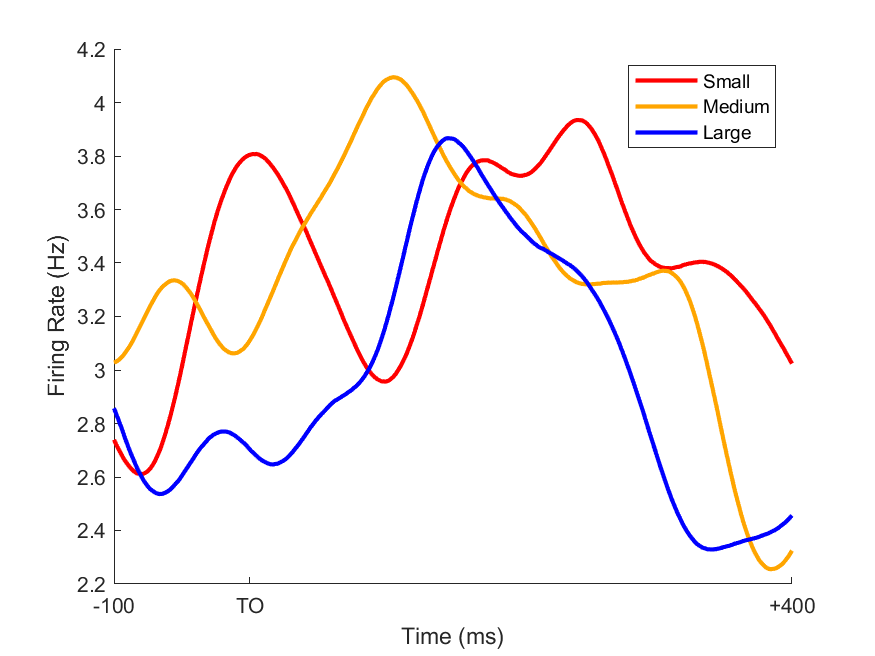 4.2
4
3.8
3.6
3.4
3.2
3
2.8
2.6
2.4
2.2
Firing Rate (Hz)
Small
Medium
Large
-100 TO +400
Time (ms)